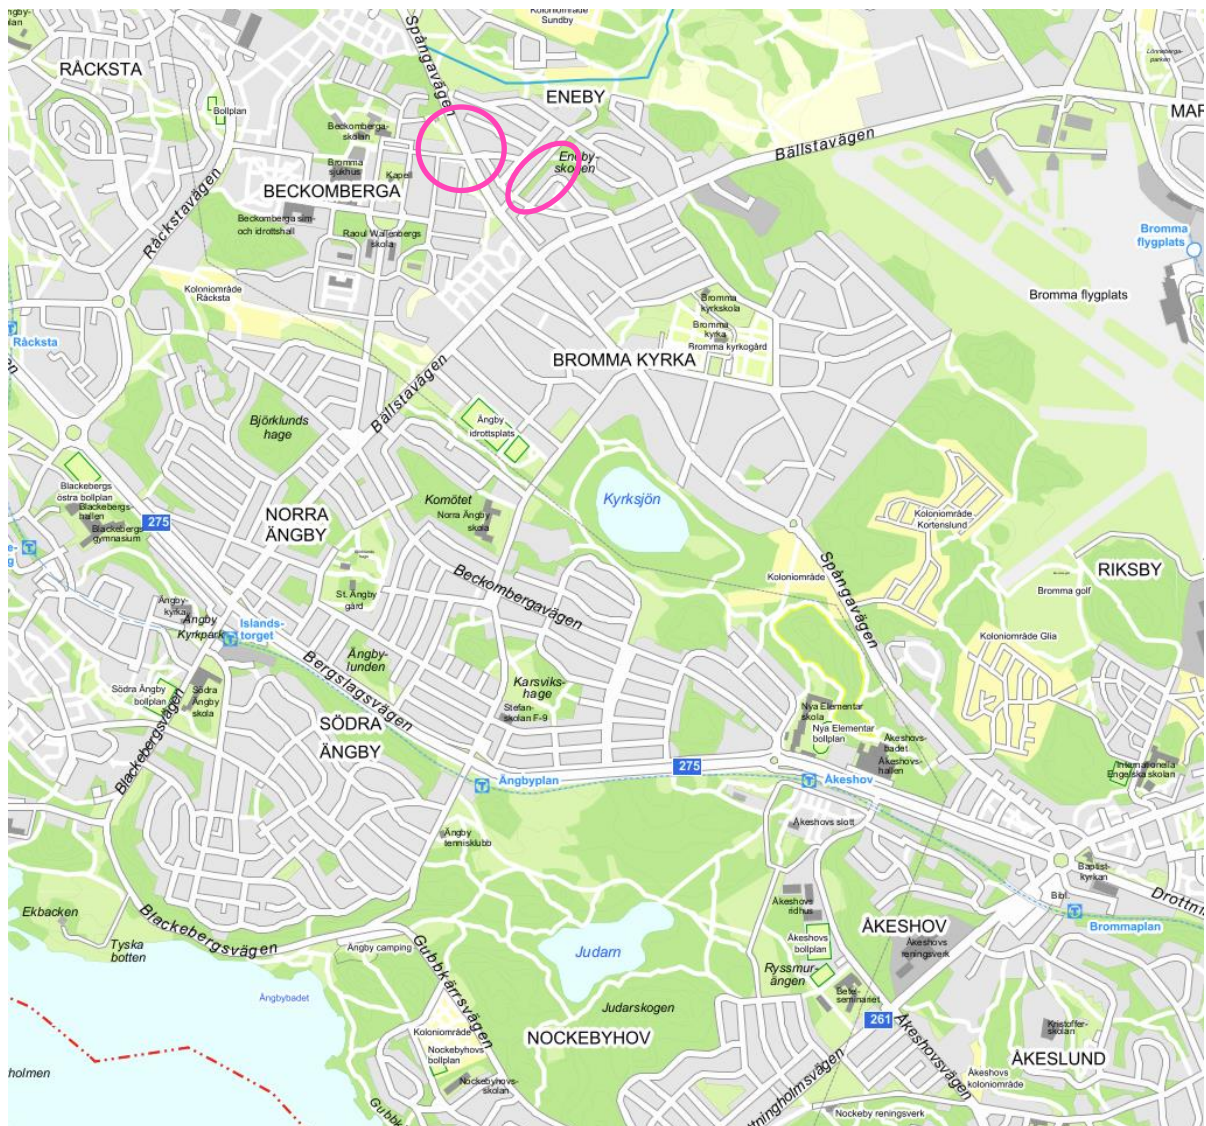 Koloniområde
Sundby
Spångavägen
RÅCKSTA
ENEBY
Bollplan
Beckomberga-
skolan
Bromma
sjukhus
Kapell
BECKOMBERGA
Eneby-
skogen
Bällstavägen
Råckstavägen
Beckomberga sim-
och idrottshall
Raoul Wallenbergs
skola
Bromma
flygplats
Koloniområde
Råcksta
Bromma flygplats
Bromma
kyrkskola
Bromma
kyrka
Bromma kyrkogård
Råcksta
BROMMA KYRKA
Bällstavägen
Björklunds
hage
Ängby
idrottsplats
Blackebergs
östra bollplan
Blackebergs-
hallen
Blackebergs
gymnasium
275
NORRA
ÄNGBY
Komötet
Norra Ängby
skola
Kyrksjön
Koloniområde
Kortenslund
RIKSBY
Bromma golf
Beckombergavägen
Koloniområde
Spångavägen
St. Ängby
gård
Ängby-
kyrka
Ängby
Kyrkpark
Islands-
torget
Koloniområde Glia
Ängby-
lunden
Bergslagsvägen
Karsviks-
hage
Stefan-
skolan F-9
Södra Ängby
bollplan
Södra
Ängby
skola
Blackebergsvägen
SÖDRA
ÄNGBY
Nya Elementar
skola
Nya Elementar
bollplan
Åkeshovs-
badet
Åkeshovs-
hallen
Internationella
Engelska skolan
275
Ängbyplan
Åkeshov
Åkeshovs slott
Ängby
tennisklubb
Baptist-
kyrkan
Bibl.
Drottni
Brommaplan
Ekbacken
Tyska
botten
Blackebergsvägen
Ängby camping
Gubbkärrsvägen
Ängbybadet
Judarn
Judarskogen
NOCKEBYHOV
Åkeshovs
ridhus
Åkeshovs
bollplan
Ryssmur-
ängen
Betel-
seminariet
ÅKESHOV
Åkeshovs
reningsverk
261
Åkeshovsvägen
Kristoffer-
skolan
ÅKESLUND
Åkeshovs
koloniområde
Koloniområde
Nockebyhovs
bollplan
Nockebyhovs-
skolan
holmen
Gubbk
ttningholmsvägen
Nockeby reningsverk